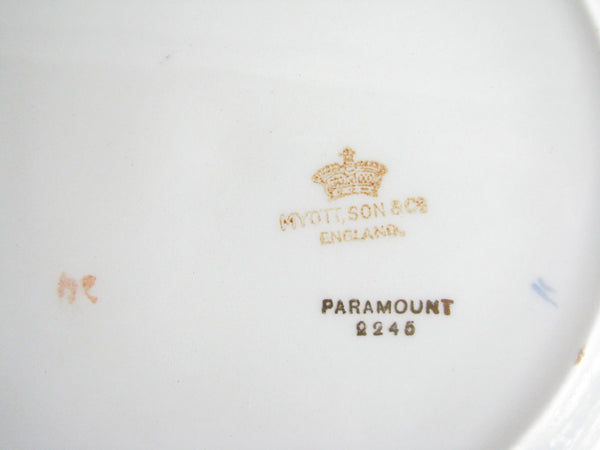 MYOTT, SON & Co
ENGLAND.
PARAMOUNT
2245